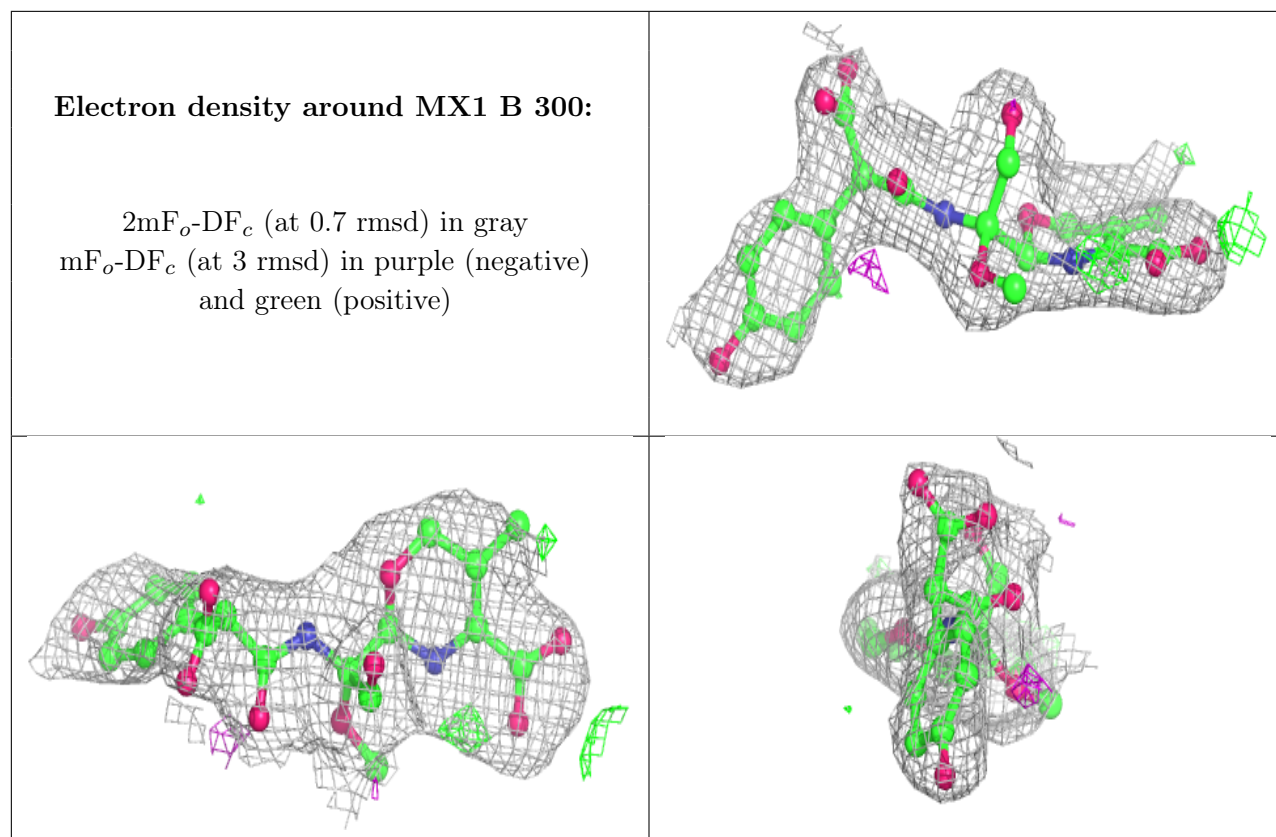 Electron density around MX1 B 300:
2mFₒ-DF𝒸 (at 0.7 rmsd) in gray
mFₒ-DF𝒸 (at 3 rmsd) in purple (negative)
and green (positive)